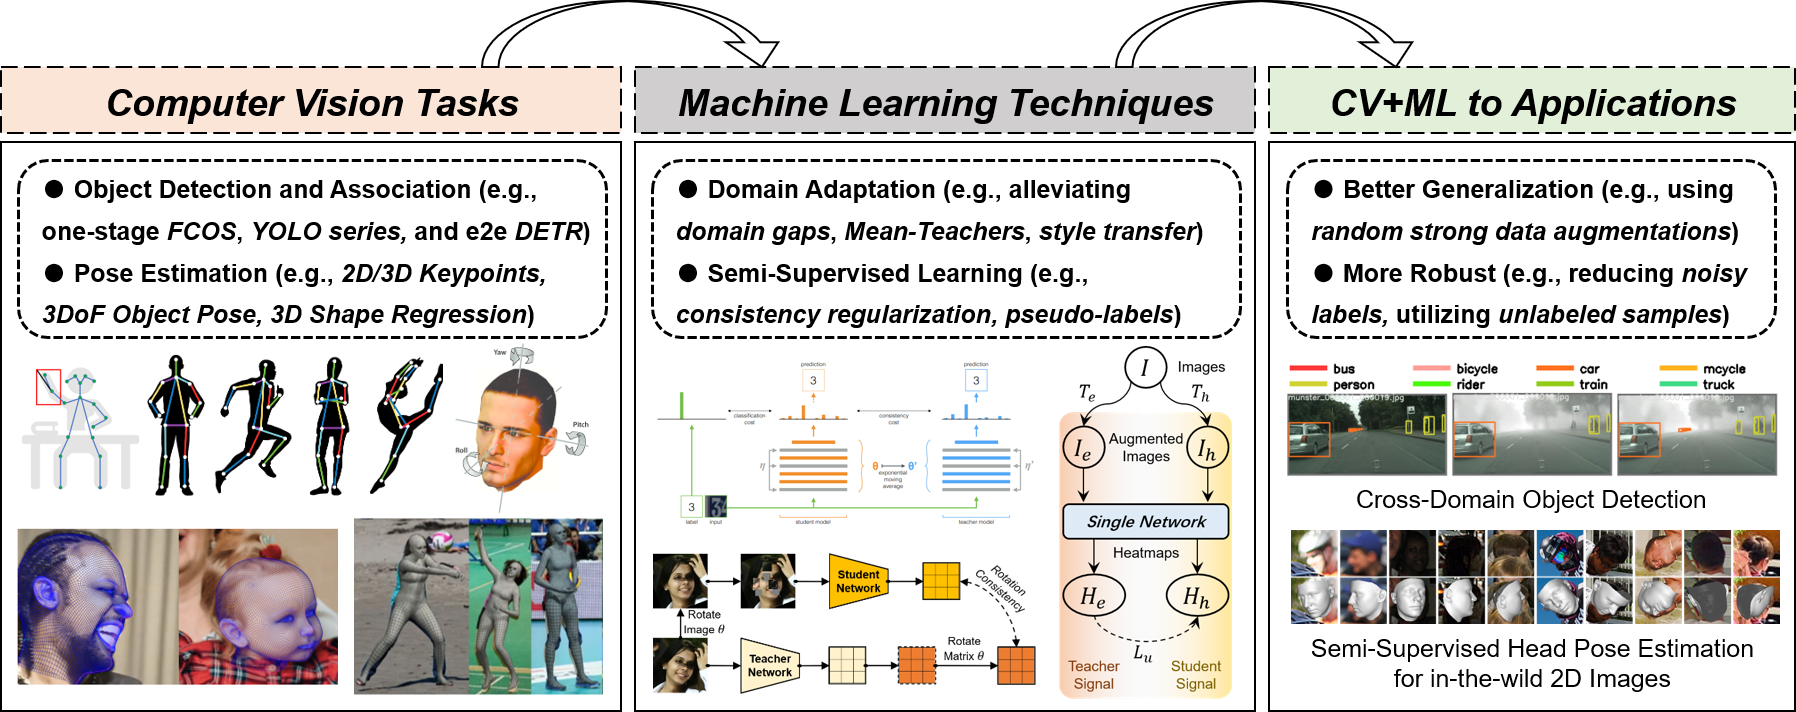 Computer Vision Tasks
Machine Learning Techniques
CV+ML to Applications
● Object Detection and Association (e.g.,
one-stage FCOS, YOLO series, and e2e DETR)
● Pose Estimation (e.g., 2D/3D Keypoints,
3DoF Object Pose, 3D Shape Regression)
Yaw
Pitch
Roll
● Domain Adaptation (e.g., alleviating
domain gaps, Mean-Teachers, style transfer)
● Semi-Supervised Learning (e.g.,
consistency regularization, pseudo-labels)
prediction
3
prediction
3
classification
cost
consistency
cost
η
θ
θ'
exponential
moving
average
η'
3
3
label
input
student model
teacher model
I
Images
T_e
T_h
I_e
Augmented
Images
I_h
Single Network
Heatmaps
H_e
H_h
L_u
Teacher
Signal
Student
Signal
Student
Network
Rotation
Consistency
Rotate
Image θ
Teacher
Network
Rotate
Matrix θ
● Better Generalization (e.g., using
random strong data augmentations)
● More Robust (e.g., reducing noisy
labels, utilizing unlabeled samples)
bus
bicycle
car
mcycle
person
rider
train
truck
Cross-Domain Object Detection
Semi-Supervised Head Pose Estimation
for in-the-wild 2D Images